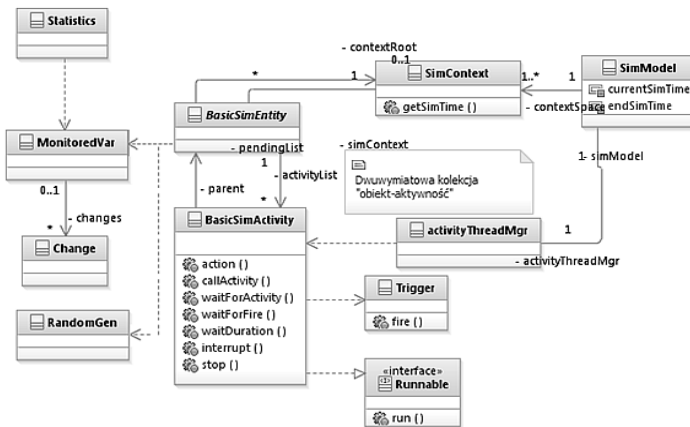 Statistics
- contextRoot
0..1
*
1
SimContext
getSimTime ()
1..*
1
- contextSpace
SimModel
currentSimTime
endSimTime
BasicSimEntity
- pendingList
1
- activityList
*
- parent
- simContext
Dwuwymiatowa kolekcja
"obiekt-aktywność"
1- simModel
MonitoredVar
0..1
- changes
*
Change
BasicSimActivity
action ()
callActivity ()
waitForActivity ()
waitForFire ()
waitDuration ()
interrupt ()
stop ()
activityThreadMgr
1
- activityThreadMgr
Trigger
fire ()
RandomGen
«interface»
Runnable
run ()